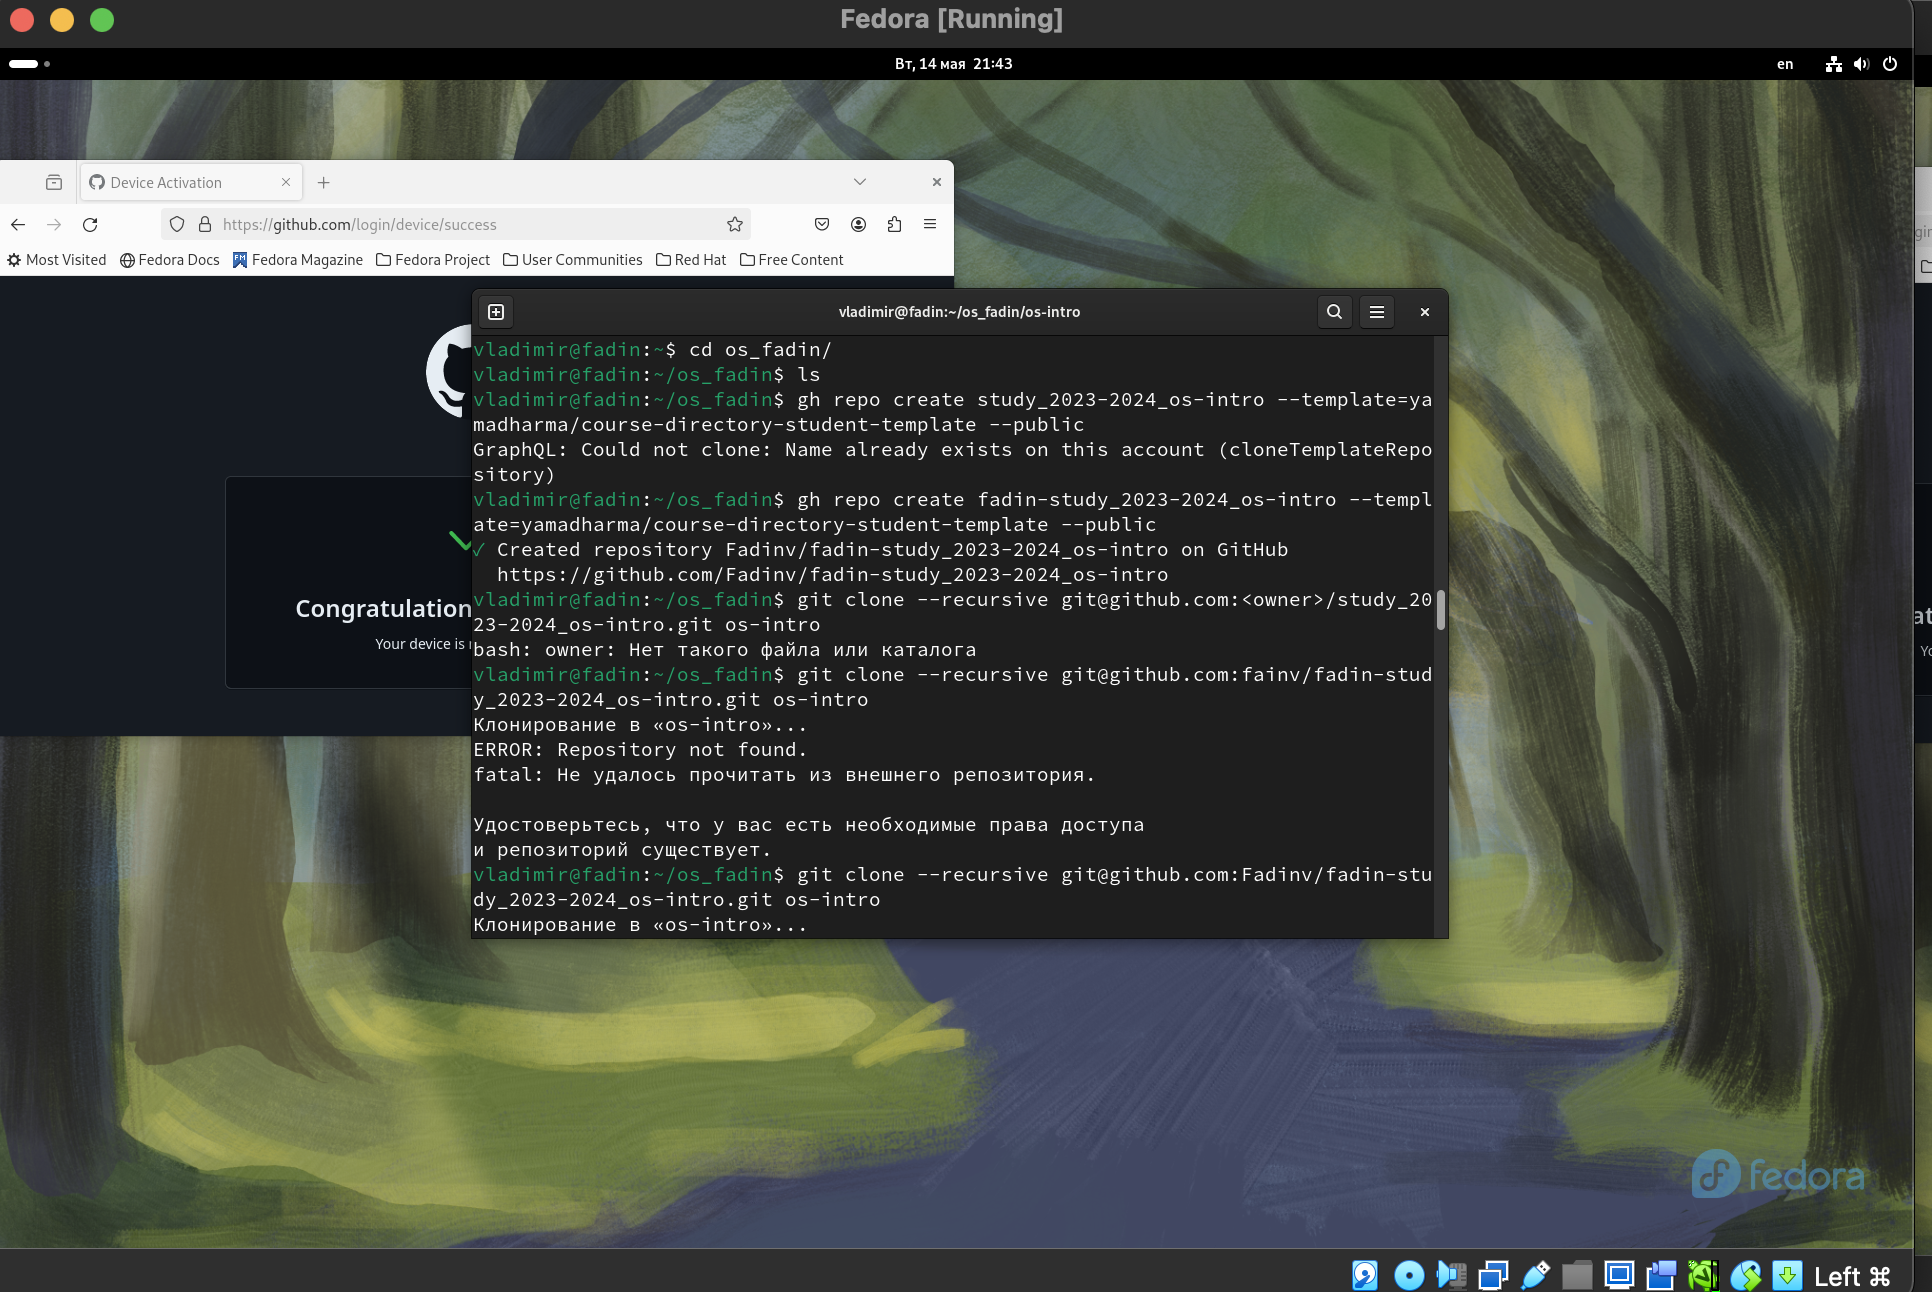 Fedora [Running]
Вт, 14 мая 21:43
en
Device Activation
https://github.com/login/device/success
Most Visited
Fedora Docs
Fedora Magazine
Fedora Project
User Communities
Red Hat
Free Content
Congratulation
Your device is
vladimir@fadin:~/os_fadin/os-intro
vladimir@fadin:~$ cd os_fadin/
vladimir@fadin:~/os_fadin$ ls
vladimir@fadin:~/os_fadin$ gh repo create study_2023-2024_os-intro --template=ya
madharma/course-directory-student-template --public
GraphQL: Could not clone: Name already exists on this account (cloneTemplateRepo
sitory)
vladimir@fadin:~/os_fadin$ gh repo create fadin-study_2023-2024_os-intro --templ
ate=yamadharma/course-directory-student-template --public
✓ Created repository Fadinv/fadin-study_2023-2024_os-intro on GitHub
https://github.com/Fadinv/fadin-study_2023-2024_os-intro
vladimir@fadin:~/os_fadin$ git clone --recursive git@github.com:<owner>/study_20
23-2024_os-intro.git os-intro
bash: owner: Нет такого файла или каталога
vladimir@fadin:~/os_fadin$ git clone --recursive git@github.com:fainv/fadin-stud
y_2023-2024_os-intro.git os-intro
Клонирование в «os-intro»...
ERROR: Repository not found.
fatal: Не удалось прочитать из внешнего репозитория.
Удостоверьтесь, что у вас есть необходимые права доступа
и репозиторий существует.
vladimir@fadin:~/os_fadin$ git clone --recursive git@github.com:Fadinv/fadin-stu
dy_2023-2024_os-intro.git os-intro
Клонирование в «os-intro»...
fedora
Left ⌘